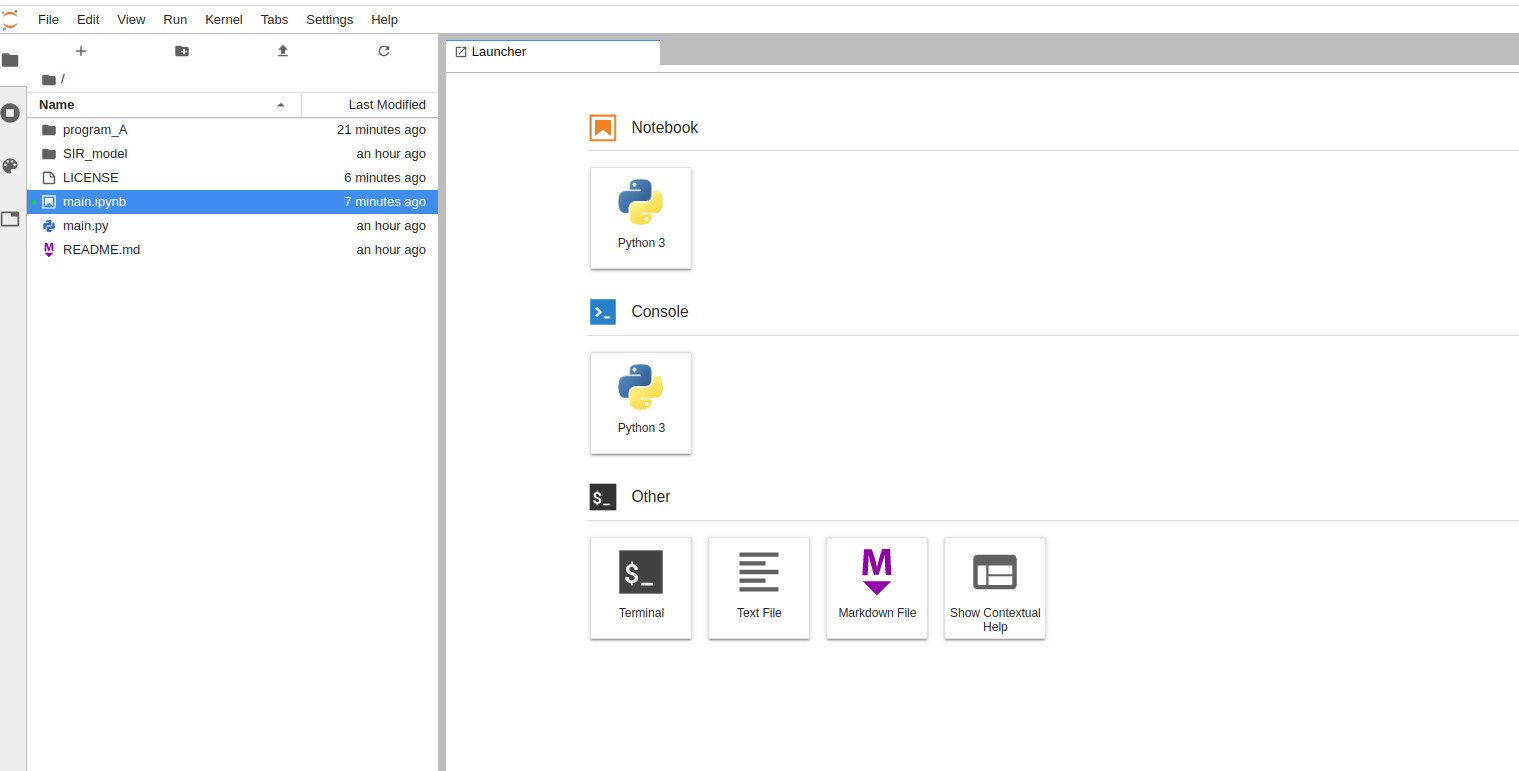 File Edit View Run Kernel Tabs Settings Help
/
Name Last Modified
program_A 21 minutes ago
SIR_model an hour ago
LICENSE 6 minutes ago
main.ipynb 7 minutes ago
main.py an hour ago
README.md an hour ago
Launcher
Notebook
Python 3
Console
Python 3
$_ Other
$_
Terminal
Text File
M
Markdown File
Show Contextual
Help